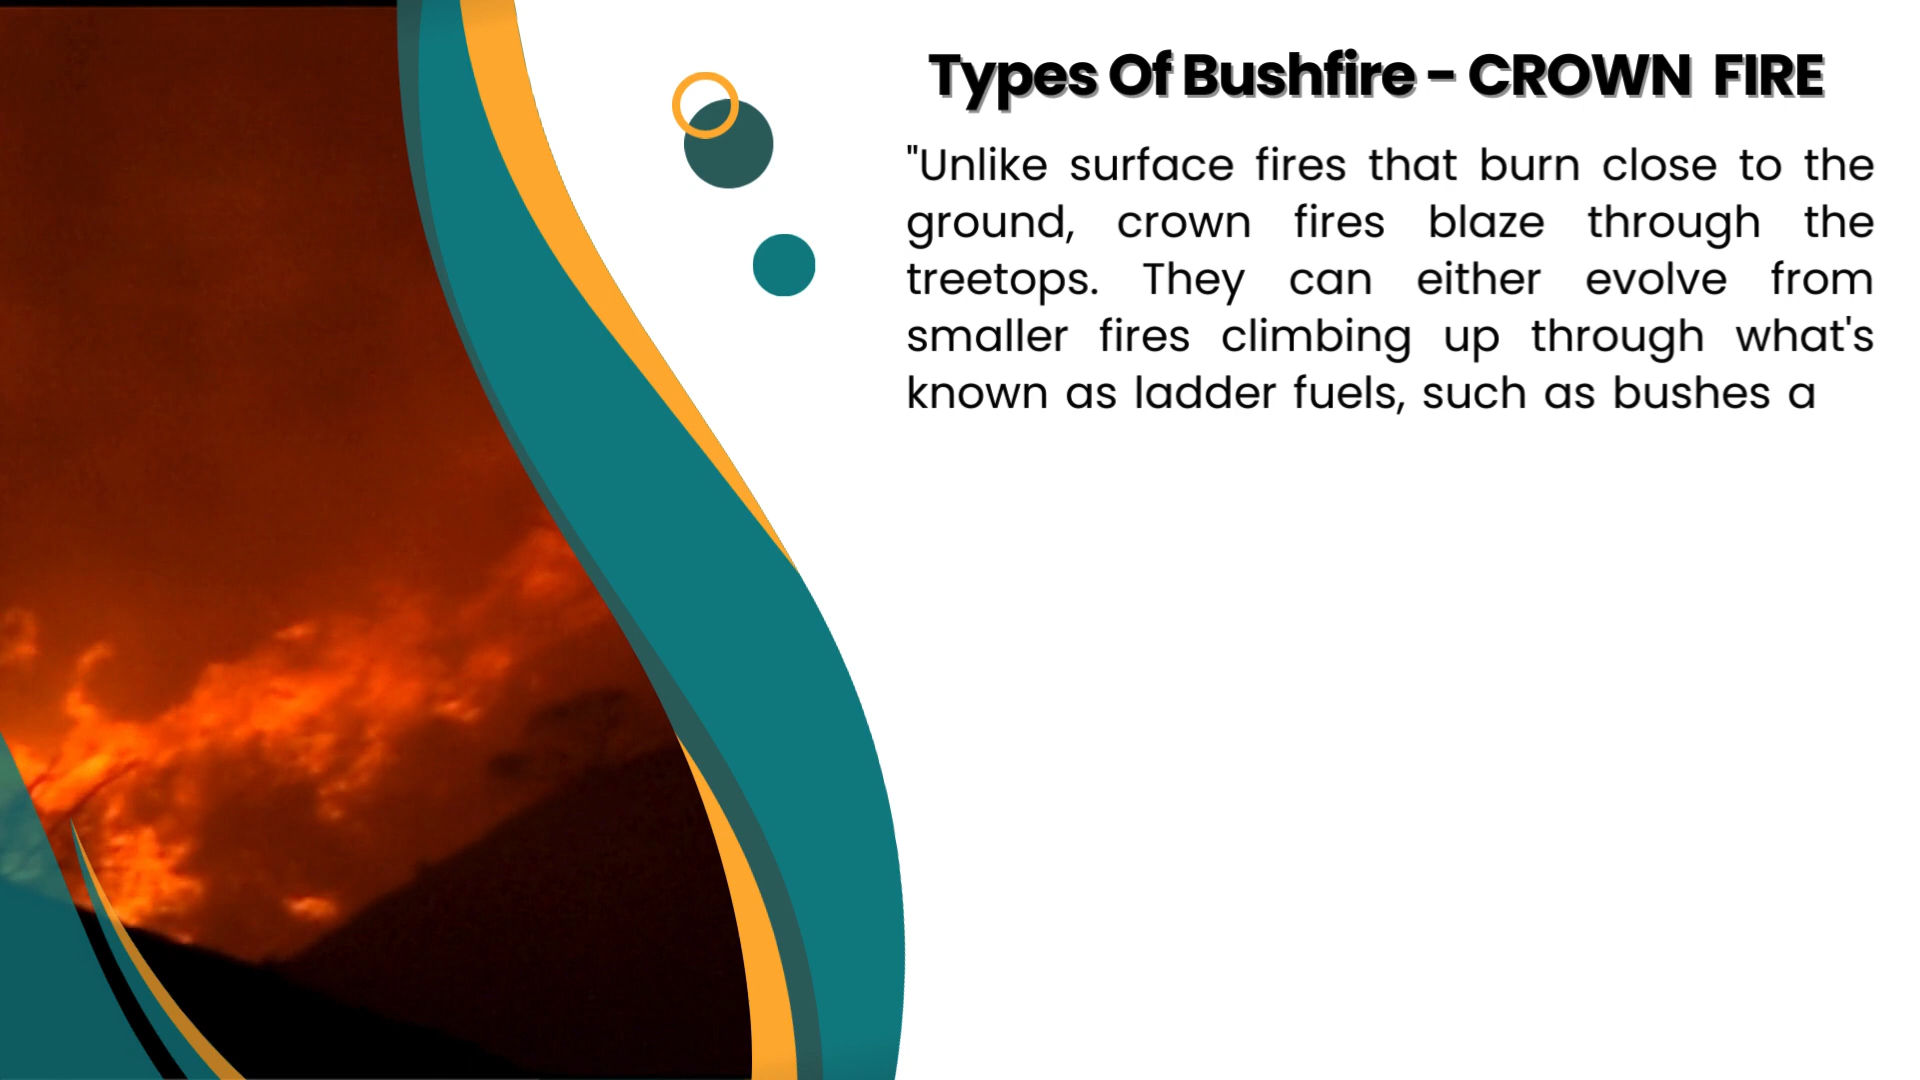 Types Of Bushfire - CROWN FIRE
"Unlike surface fires that burn close to the
ground, crown fires blaze through the
treetops. They can either evolve from
smaller fires climbing up through what's
known as ladder fuels, such as bushes a